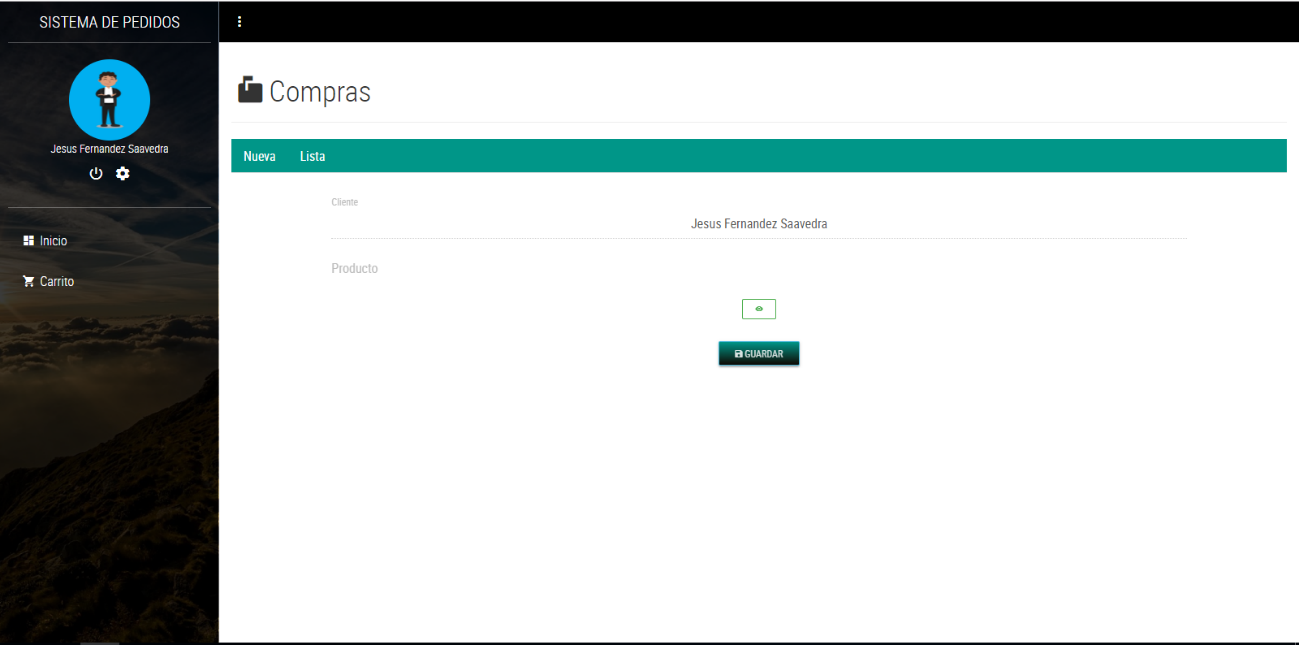 SISTEMA DE PEDIDOS
Jesus Fernandez Saavedra
Inicio
Carrito
Compras
Nueva Lista
Cliente
Jesus Fernandez Saavedra
Producto
GUARDAR